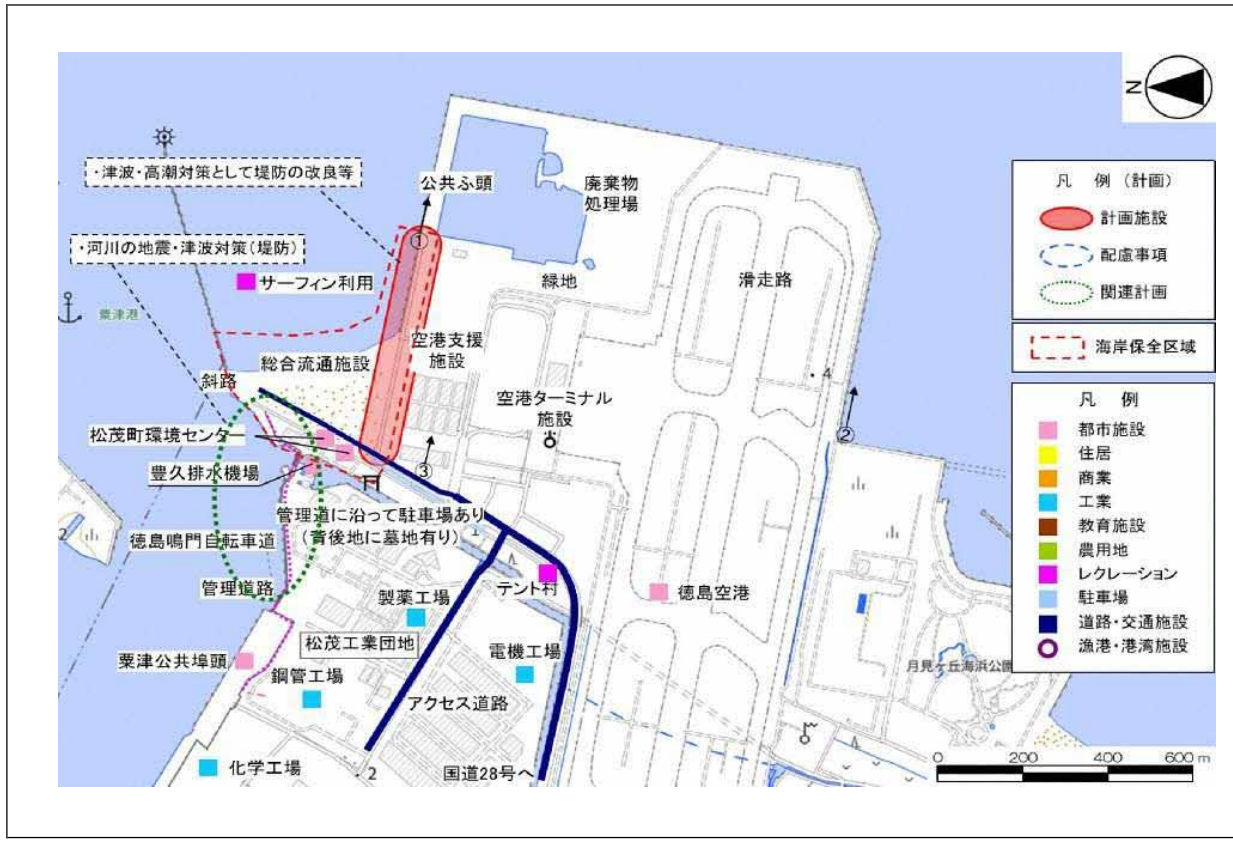 N
・津波・高潮対策として堤防の改良等
公共ふ頭
廃棄物
処理場
凡 例 (計画)
計画施設
配慮事項
関連計画
海岸保全区域
・河川の地震・津波対策(堤防)
①
サーフィン利用
緑地
滑走路
粟津港
空港支援
施設
総合流通施設
斜路
4
空港ターミナル
施設
凡 例
都市施設
住居
商業
工業
教育施設
農用地
レクレーション
駐車場
道路・交通施設
漁港・港湾施設
松茂町環境センター
②
③
豊久排水機場
管理道に沿って駐車場あり
(背後地に墓地有り)
2
徳島鳴門自転車道
管理道路
テント村
徳島空港
製薬工場
松茂工業団地
電機工場
粟津公共埠頭
鋼管工場
月見ヶ丘海浜公園
アクセス道路
化学工場
2
国道28号へ
0 200 400 600 m